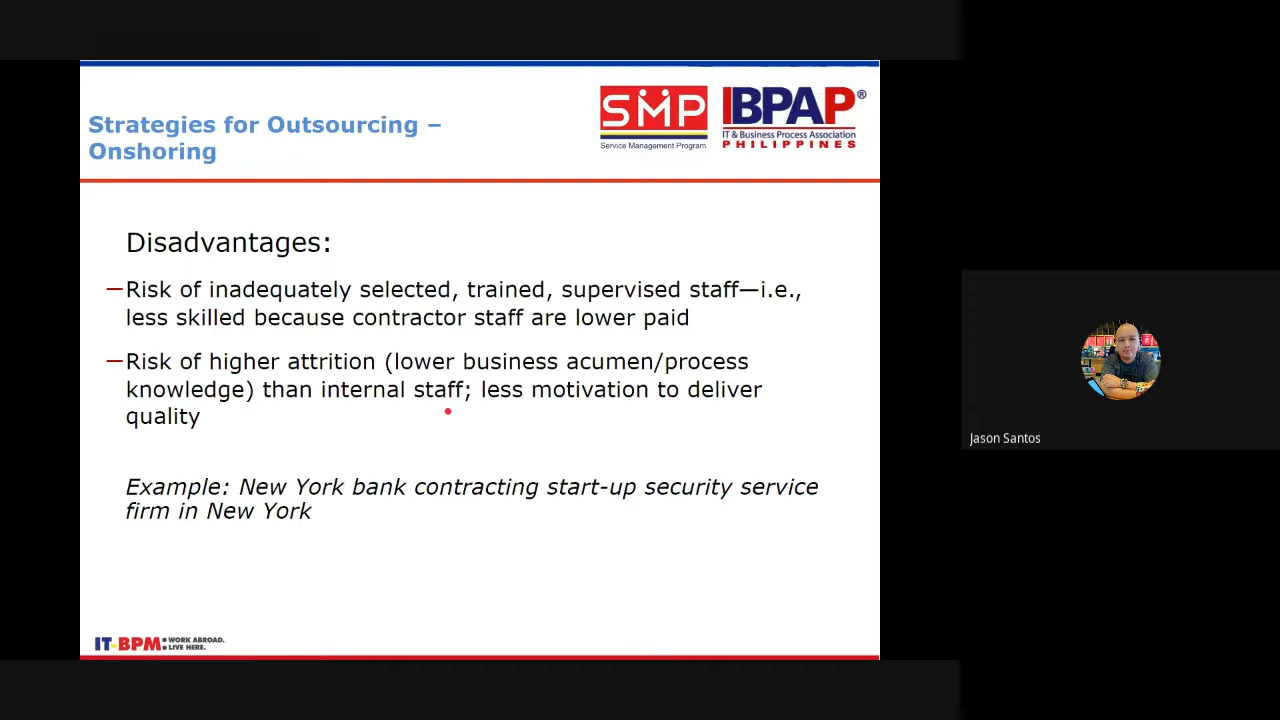 Strategies for Outsourcing –
Onshoring
SMP
Service Management Program
IBPAP®
IT & Business Process Association
PHILIPPINES
Disadvantages:
—Risk of inadequately selected, trained, supervised staff—i.e.,
less skilled because contractor staff are lower paid
—Risk of higher attrition (lower business acumen/process
knowledge) than internal staff; less motivation to deliver
quality
Example: New York bank contracting start-up security service
firm in New York
IT-BPM: WORK ABROAD.
LIVE HERE.
Jason Santos